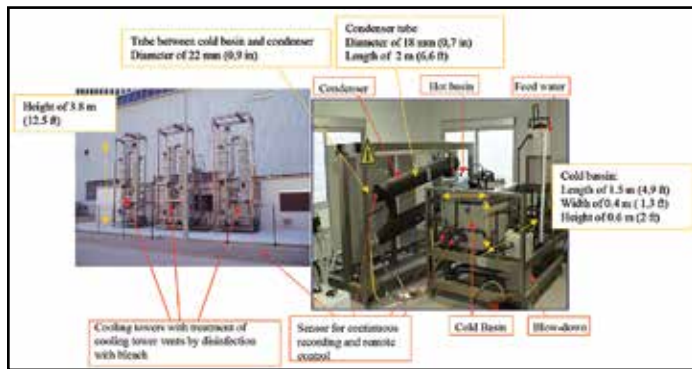 Condenser tube
Diameter of 18 mm (0,7 in)
Length of 2 m (6,6 ft)
Tube between cold basin and condenser
Diameter of 22 mm (0,9 in)
Condenser
Hot basin
Feed water
Height of 3.8 m
(12.5 ft)
Cold bassin:
Length of 1.5 m (4,9 ft)
Width of 0.4 m ( 1,3 ft)
Height of 0.6 m (2 ft)
Cooling towers with treatment of
cooling tower vents by disinfection
with bleach
Sensor for continuous
recording and remote
control
Cold Basin
Blow-down